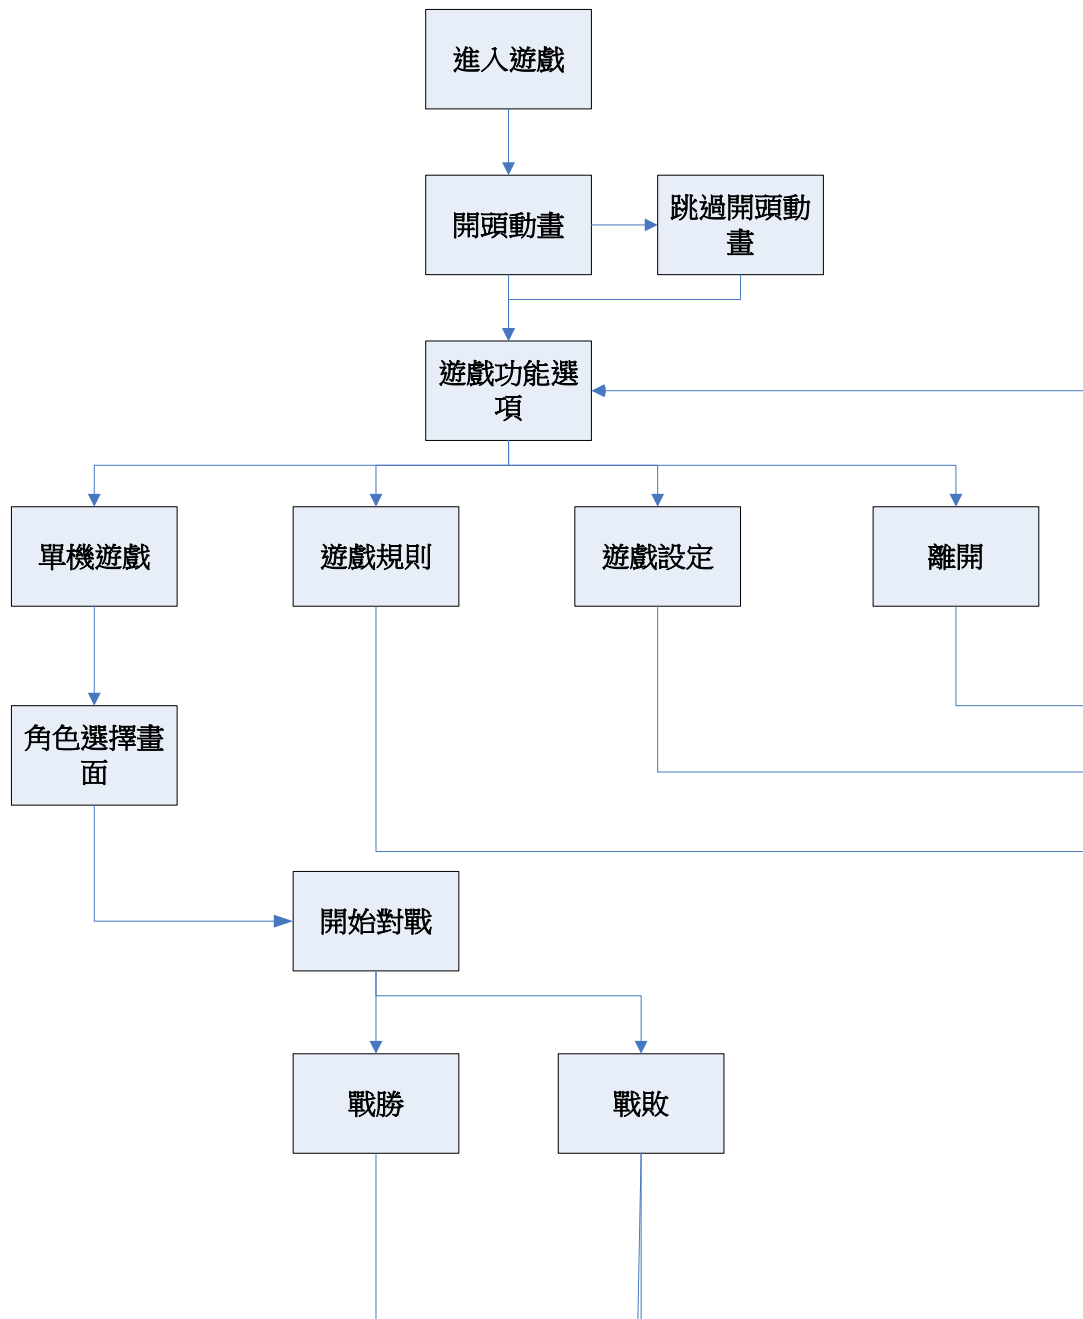 進入遊戲
開頭動畫
跳過開頭動
畫
遊戲功能選
項
單機遊戲
遊戲規則
遊戲設定
離開
角色選擇畫
面
開始對戰
戰勝
戰敗